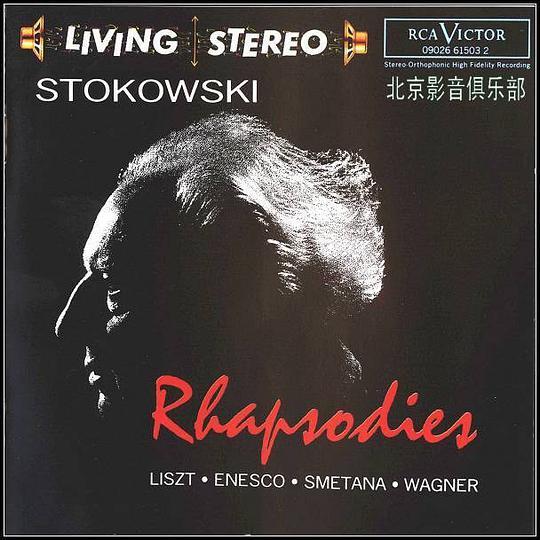 LIVING STEREO
RCA VICTOR
09026 61503 2
Stereo-Orthophonic High Fidelity Recording
STOKOWSKI
北京影音俱乐部
Rhapsodies
LISZT • ENESCO • SMETANA • WAGNER